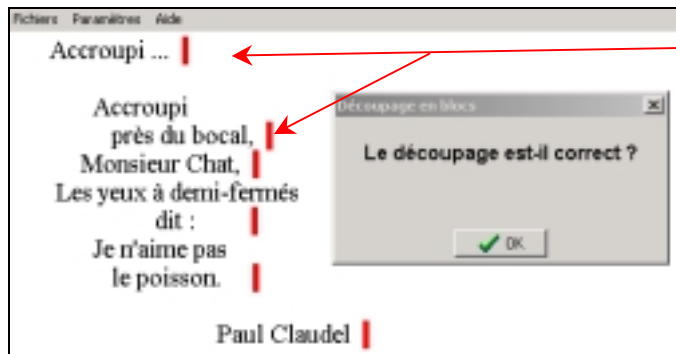 Fichiers Paramètres Aide
Accroupi ...
Accroupi
près du bocal,
Monsieur Chat,
Les yeux à demi-fermés
dit :
Je n'aime pas
le poisson.
Paul Claudel
Découpage en blocs
Le découpage est-il correct ?
OK